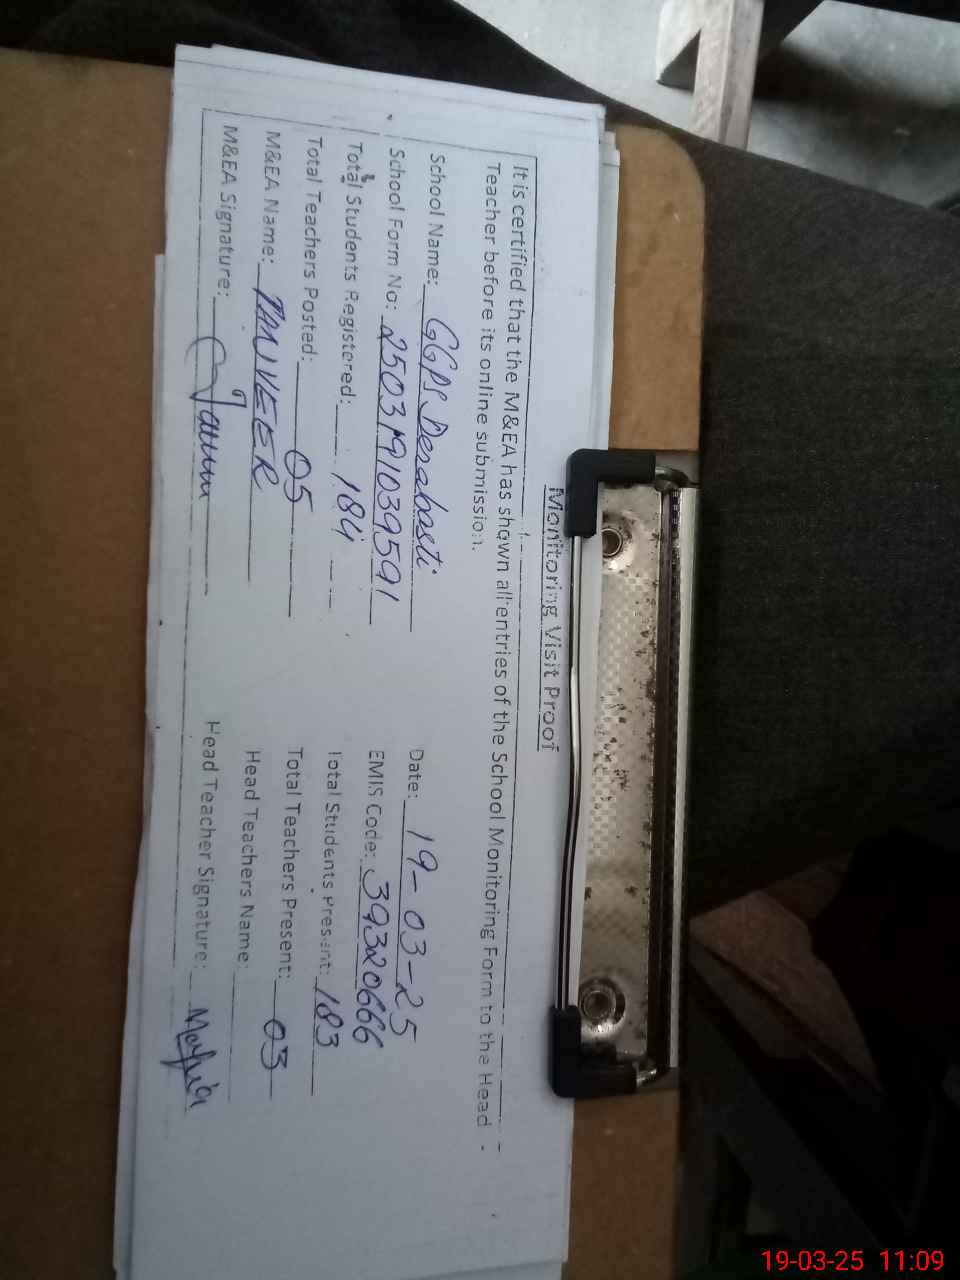 Monitoring Visit Proof
It is certified that the M&EA has shown all entries of the School Monitoring Form to the Head
Teacher before its online submission.
School Name: GGPS Derabasti Date: 19-03-25
School Form No: 2503191039591 EMIS Code: 39320666
Total Students Registered: 184 Total Students Present: 183
Total Teachers Posted: 05 Total Teachers Present: 03
M&EA Name: TANVEER Head Teachers Name:
M&EA Signature: Head Teacher Signature:
19-03-25 11:09